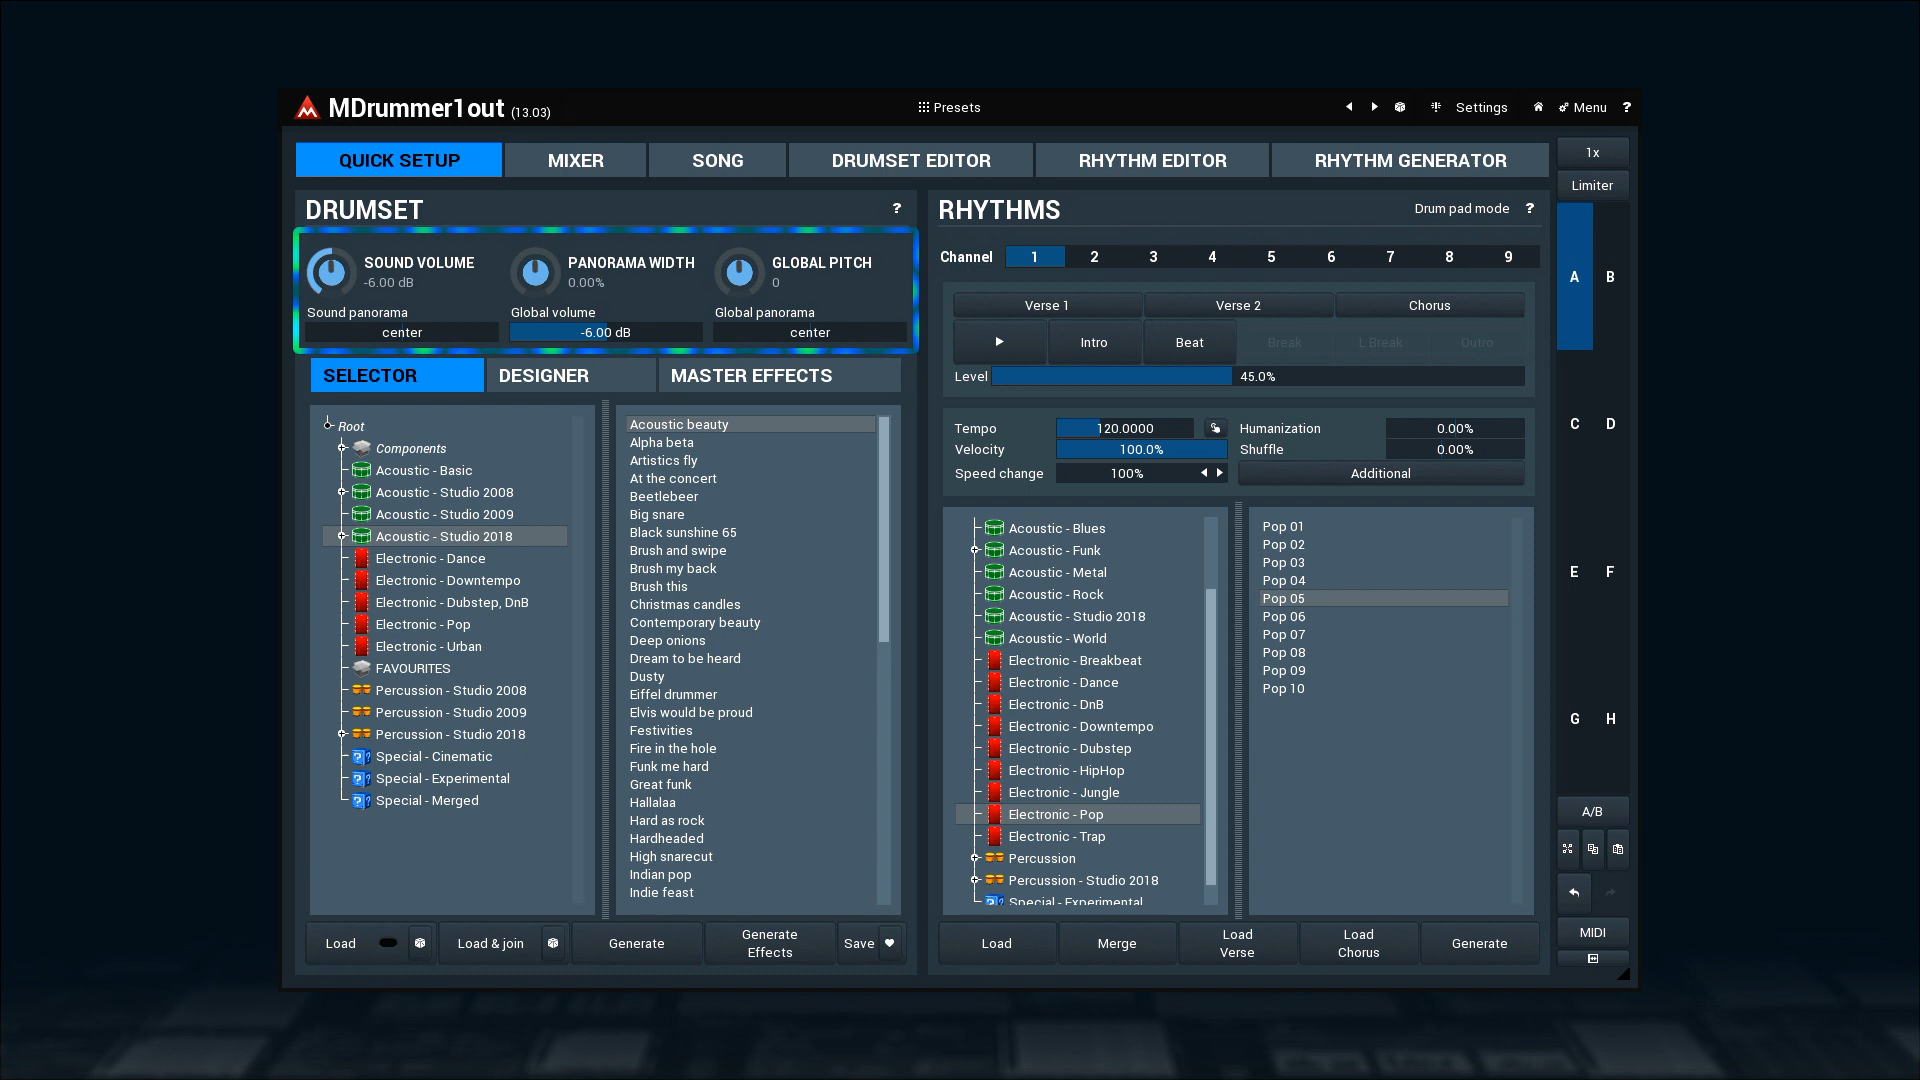 MDrummer1out (13.03)
Presets
Settings
Menu
?
QUICK SETUP
MIXER
SONG
DRUMSET EDITOR
RHYTHM EDITOR
RHYTHM GENERATOR
DRUMSET
?
SOUND VOLUME
-6.00 dB
PANORAMA WIDTH
0.00%
GLOBAL PITCH
0
Sound panorama
center
Global volume
-6.00 dB
Global panorama
center
SELECTOR
DESIGNER
MASTER EFFECTS
Root
Components
Acoustic - Basic
Acoustic - Studio 2008
Acoustic - Studio 2009
Acoustic - Studio 2018
Electronic - Dance
Electronic - Downtempo
Electronic - Dubstep, DnB
Electronic - Pop
Electronic - Urban
FAVOURITES
Percussion - Studio 2008
Percussion - Studio 2009
Percussion - Studio 2018
Special - Cinematic
Special - Experimental
Special - Merged
Acoustic beauty
Alpha beta
Artistics fly
At the concert
Beetlebeer
Big snare
Black sunshine 65
Brush and swipe
Brush my back
Brush this
Christmas candles
Contemporary beauty
Deep onions
Dream to be heard
Dusty
Eiffel drummer
Elvis would be proud
Festivities
Fire in the hole
Funk me hard
Great funk
Hallalaa
Hard as rock
Hardheaded
High snarecut
Indian pop
Indie feast
Load
Load & join
Generate
Generate
Effects
Save
RHYTHMS
Drum pad mode
?
Channel
1
2
3
4
5
6
7
8
9
Verse 1
Verse 2
Chorus
Intro
Beat
Break
L Break
Outro
Level
45.0%
Tempo
120.0000
Humanization
0.00%
Velocity
100.0%
Shuffle
0.00%
Speed change
100%
Additional
Acoustic - Blues
Acoustic - Funk
Acoustic - Metal
Acoustic - Rock
Acoustic - Studio 2018
Acoustic - World
Electronic - Breakbeat
Electronic - Dance
Electronic - DnB
Electronic - Downtempo
Electronic - Dubstep
Electronic - HipHop
Electronic - Jungle
Electronic - Pop
Electronic - Trap
Percussion
Percussion - Studio 2018
Special - Experimental
Pop 01
Pop 02
Pop 03
Pop 04
Pop 05
Pop 06
Pop 07
Pop 08
Pop 09
Pop 10
Load
Merge
Load
Verse
Load
Chorus
Generate
1x
Limiter
A
B
C
D
E
F
G
H
A/B
MIDI